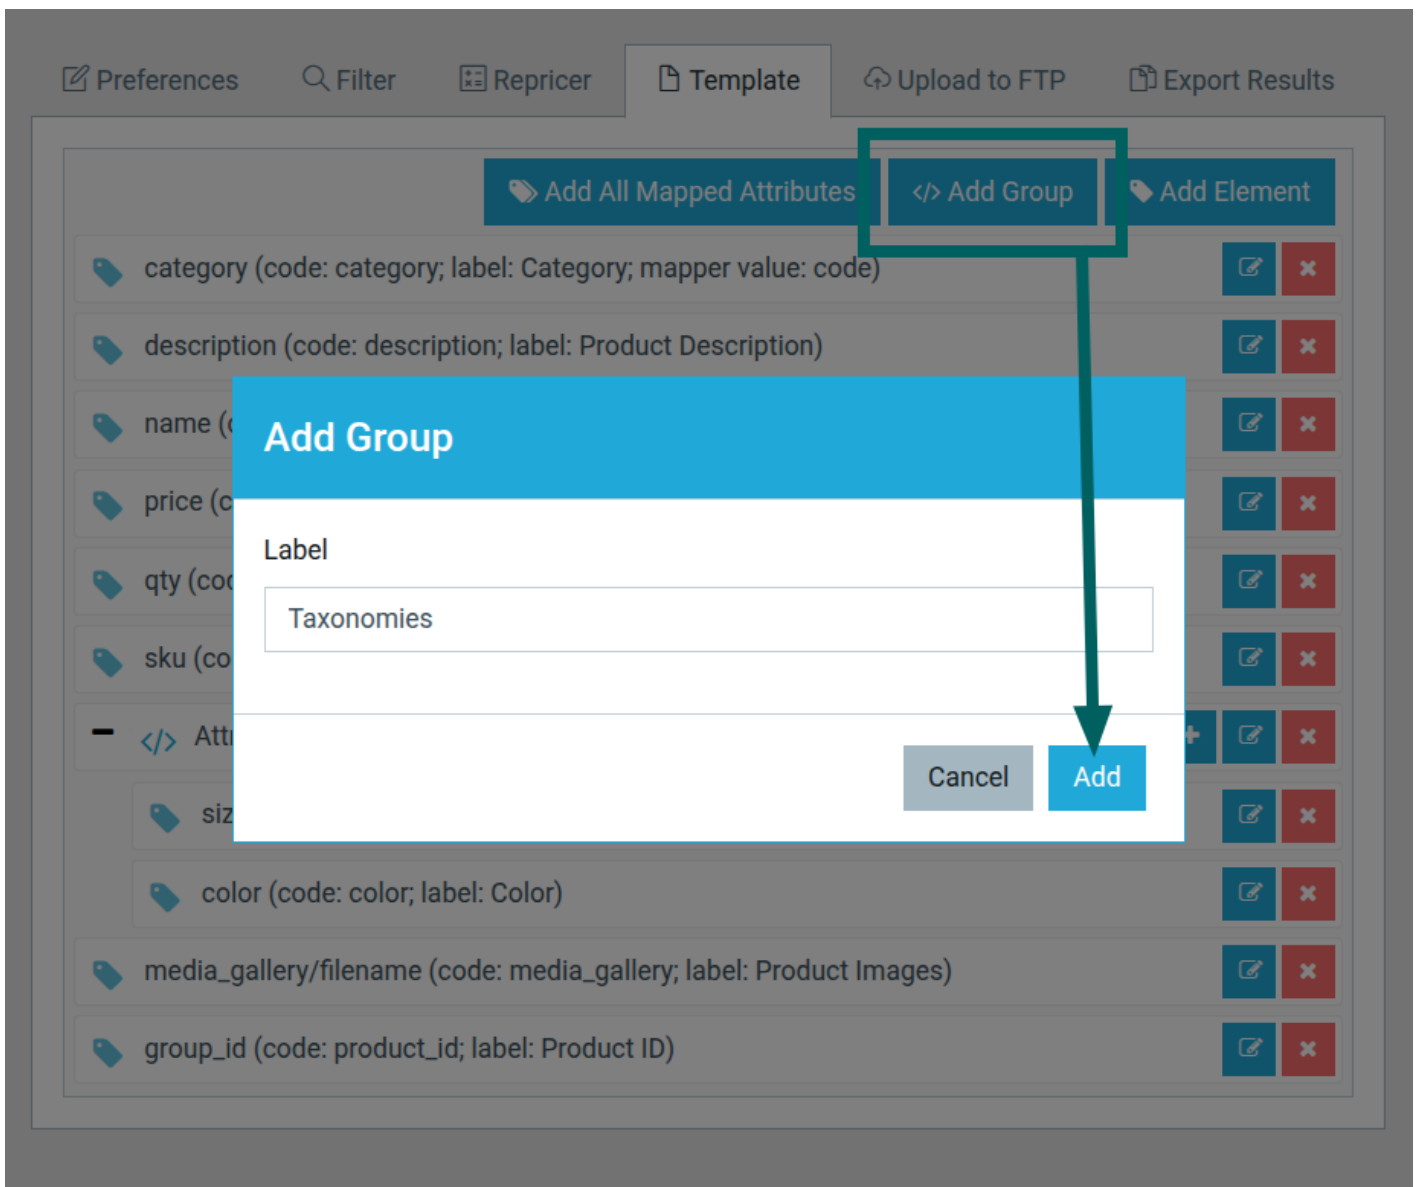 Preferences Filter Repricer Template Upload to FTP Export Results
Add All Mapped Attributes </> Add Group Add Element
category (code: category; label: Category; mapper value: code)
description (code: description; label: Product Description)
name (
Add Group
price (c
Label
qty (cod
Taxonomies
sku (co
</> Att
Cancel Add
siz
color (code: color; label: Color)
media_gallery/filename (code: media_gallery; label: Product Images)
group_id (code: product_id; label: Product ID)